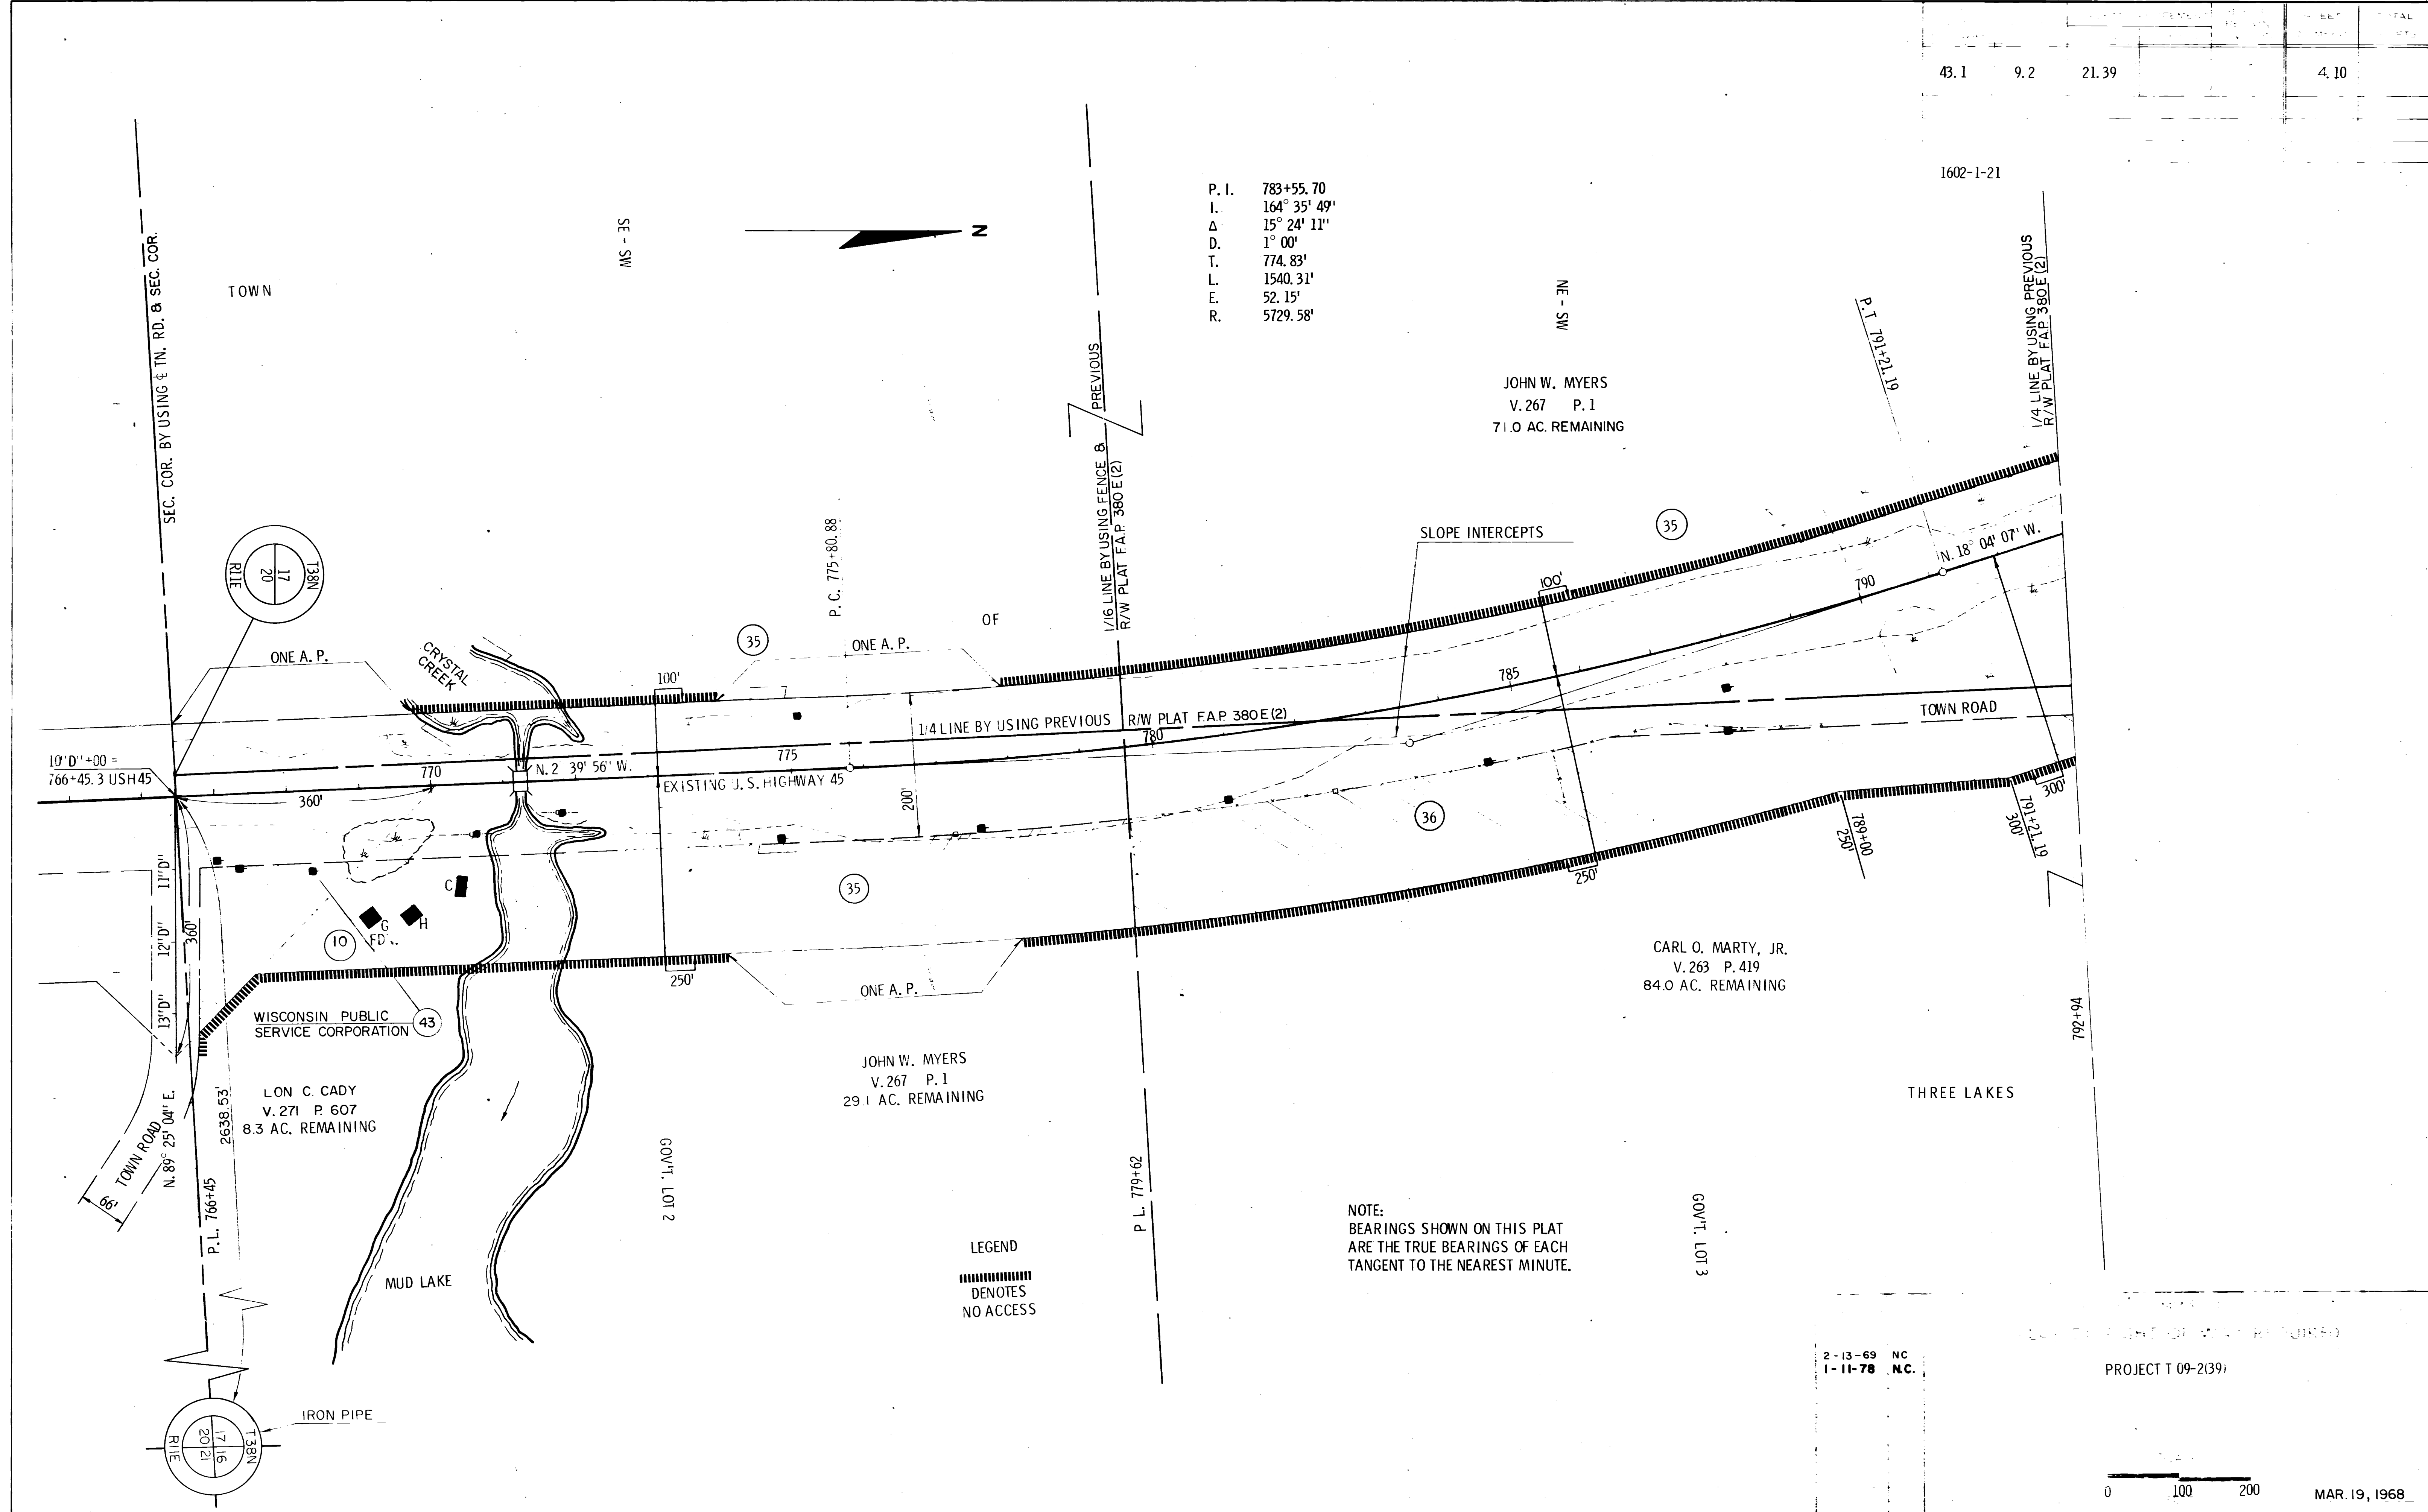 43.1 9.2 21.39 4.10
1602-1-21
P.I. 783+55.70
I. 164° 35' 49"
Δ 15° 24' 11"
D. 1° 00'
T. 774.83'
L. 1540.31'
E. 52.15'
R. 5729.58'
N
SEC. COR. BY USING ℄ TN. RD. & SEC. COR.
TOWN
SE - SW
1/16 LINE BY USING FENCE & PREVIOUS
R/W PLAT F.A.P. 380 E (2)
NE - SW
JOHN W. MYERS
V. 267 P. 1
71.0 AC. REMAINING
P.T 791+21.19
1/4 LINE BY USING PREVIOUS
R/W PLAT F.A.P. 380 E (2)
T38N
17
20
R11E
ONE A. P.
CRYSTAL
CREEK
P. C. 775+80.88
35
ONE A. P.
OF
SLOPE INTERCEPTS
35
100'
100'
N. 18° 04' 07" W.
10"D"+00 =
766+45.3 USH 45
770
N. 2° 39' 56" W.
775
EXISTING U. S. HIGHWAY 45
1/4 LINE BY USING PREVIOUS R/W PLAT F.A.P. 380 E (2)
780
785
790
TOWN ROAD
360'
200'
11"D"
12"D"
13"D"
360'
C
G
H
FD
10
35
36
250'
250'
789+00
250'
791+21.19
300'
300'
ONE A. P.
WISCONSIN PUBLIC
SERVICE CORPORATION
43
LON C. CADY
V. 271 P. 607
8.3 AC. REMAINING
JOHN W. MYERS
V. 267 P. 1
29.1 AC. REMAINING
CARL O. MARTY, JR.
V. 263 P. 419
84.0 AC. REMAINING
792+94
THREE LAKES
N. 89° 25' 04" E.
TOWN ROAD
66'
2638.53'
P.L. 766+45
GOV'T. LOT 2
P L. 779+62
GOV'T. LOT 3
MUD LAKE
LEGEND
DENOTES
NO ACCESS
NOTE:
BEARINGS SHOWN ON THIS PLAT
ARE THE TRUE BEARINGS OF EACH
TANGENT TO THE NEAREST MINUTE.
IRON PIPE
T38N
17 16
20 21
R11E
2-13-69 NC
1-11-78 N.C.
PROJECT T 09-2(39)
0 100 200
MAR. 19, 1968